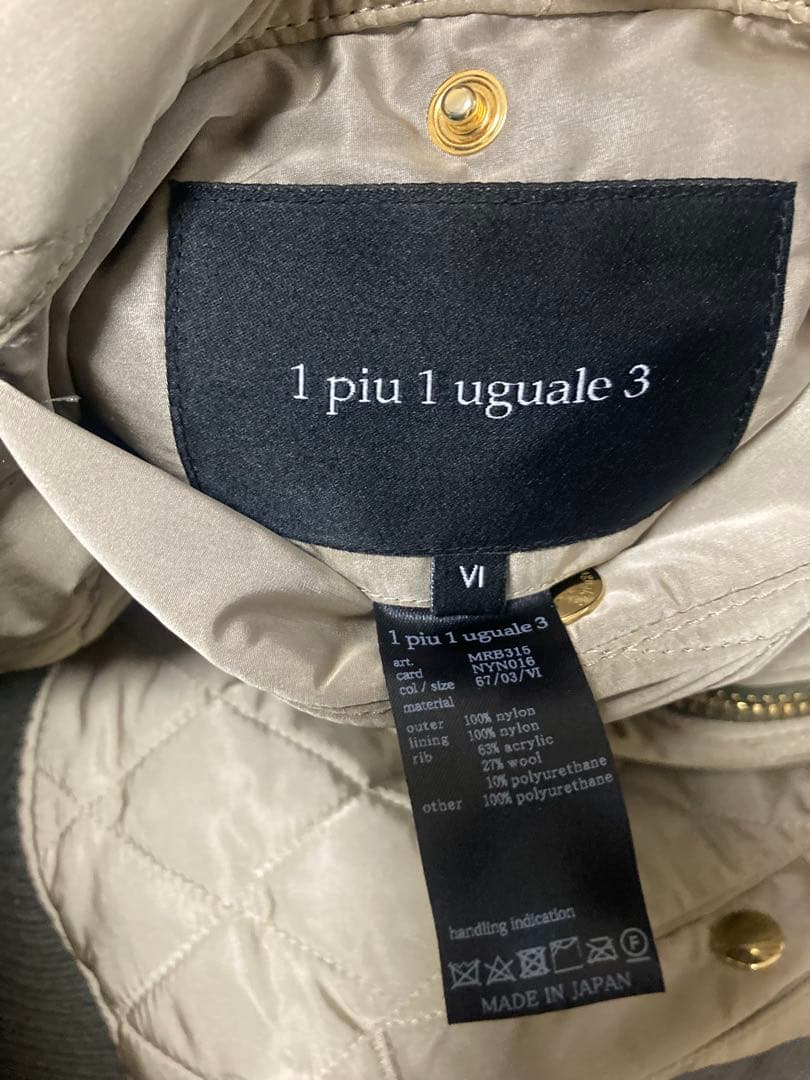 1 piu 1 uguale 3
VI
1 piu 1 uguale 3
art. MRB315
card NYN016
col / size 67/03/VI
material
outer 100% nylon
lining 100% nylon
rib 63% acrylic
27% wool
10% polyurethane
other 100% polyurethane
handling indication
F
MADE IN JAPAN